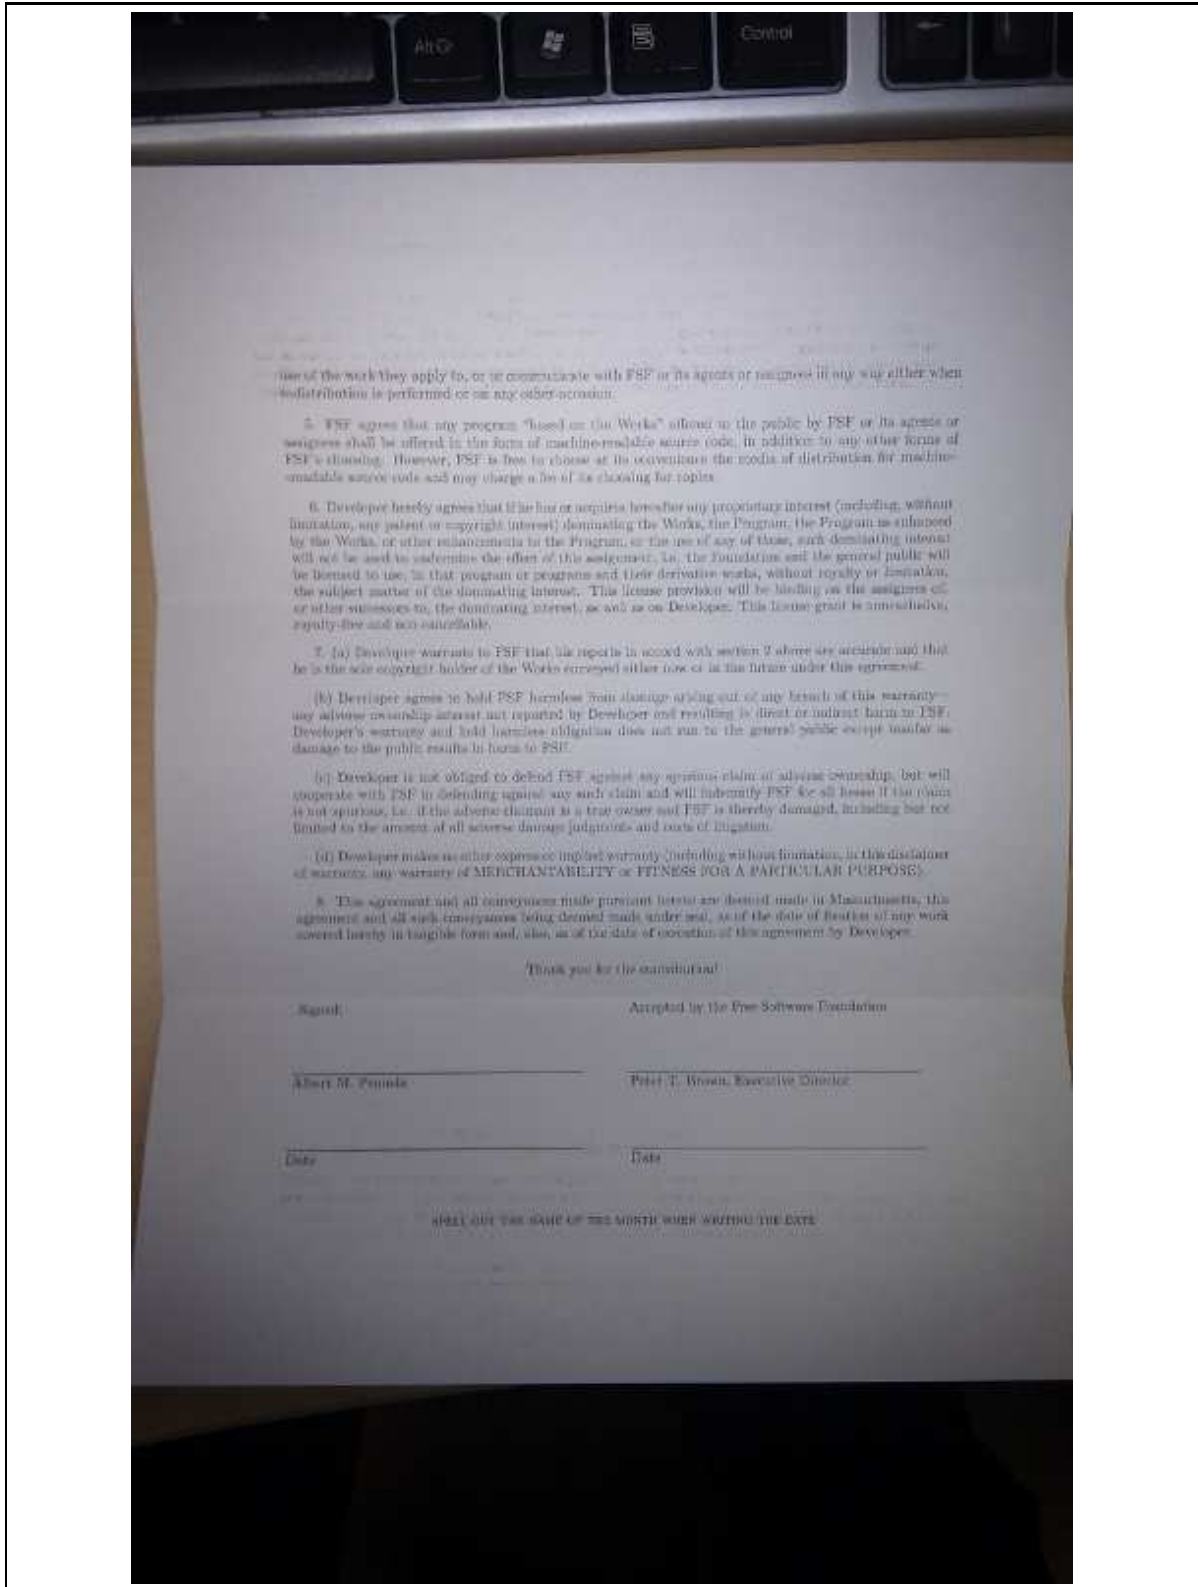 Alt Gr
Control
use of the work they apply to, or to communicate with FSF or its agents or assignees in any way either when
redistribution is performed or on any other occasion.
5. FSF agrees that any program "based on the Works" offered to the public by FSF or its agents or
assignees shall be offered in the form of machine-readable source code, in addition to any other forms of
FSF's choosing. However, FSF is free to choose at its convenience the media of distribution for machine-
readable source code and may charge a fee of its choosing for copies.
6. Developer hereby agrees that if he has or acquires hereafter any proprietary interest (including, without
limitation, any patent or copyright interest) dominating the Works, the Program, the Program as enhanced
by the Works, or other enhancements to the Program, or the use of any of those, such dominating interest
will not be used to undermine the effect of this assignment, i.e. the Foundation and the general public will
be licensed to use, in that program or programs and their derivative works, without royalty or limitation,
the subject matter of the dominating interest. This license provision will be binding on the assignees of,
or other successors to, the dominating interest, as well as on Developer. This license grant is nonexclusive,
royalty-free and non-cancellable.
7. (a) Developer warrants to FSF that his reports in accord with section 2 above are accurate and that
he is the sole copyright holder of the Works conveyed either now or in the future under this agreement.
(b) Developer agrees to hold FSF harmless from damage arising out of any breach of this warranty—
any adverse ownership interest not reported by Developer and resulting in direct or indirect harm to FSF.
Developer's warranty and hold harmless obligation does not run to the general public except insofar as
damage to the public results in harm to FSF.
(c) Developer is not obliged to defend FSF against any spurious claim of adverse ownership, but will
cooperate with FSF in defending against any such claim and will indemnify FSF for all losses if the claim
is not spurious, i.e. if the adverse claimant is a true owner and FSF is thereby damaged, including but not
limited to the amount of all adverse damage judgments and costs of litigation.
(d) Developer makes no other express or implied warranty (including without limitation, in this disclaimer
of warranty, any warranty of MERCHANTABILITY or FITNESS FOR A PARTICULAR PURPOSE).
8. This agreement and all conveyances made pursuant hereto are deemed made in Massachusetts, this
agreement and all such conveyances being deemed made under seal, as of the date of fixation of any work
covered hereby in tangible form and, also, as of the date of execution of this agreement by Developer.
Thank you for the contribution!
Signed:
Accepted by the Free Software Foundation
Albert M.
Peter T. Brown, Executive Director
Date
Date
SPELL OUT THE NAME OF THE MONTH WHEN WRITING THE DATE